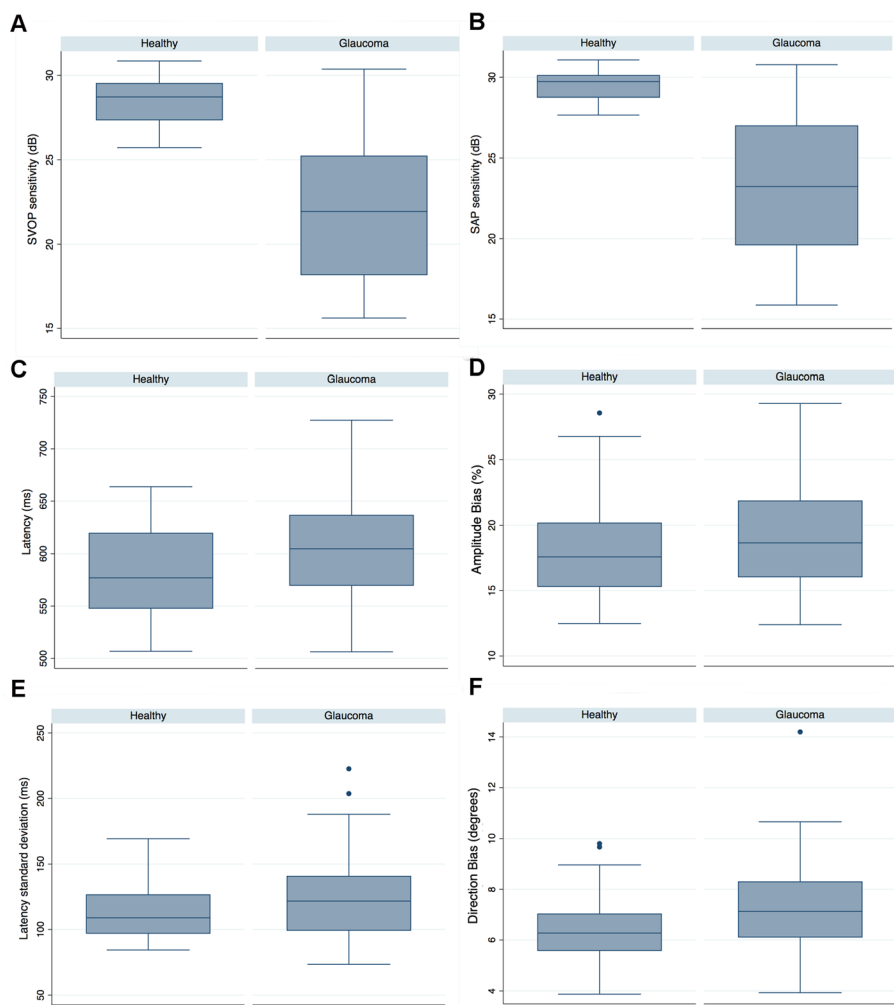 A
Healthy Glaucoma
SVOP sensitivity (dB)
30
25
20
15
B
Healthy Glaucoma
SAP sensitivity (dB)
30
25
20
15
C
Healthy Glaucoma
Latency (ms)
750
700
650
600
550
500
D
Healthy Glaucoma
Amplitude Bias (%)
30
25
20
15
10
E
Healthy Glaucoma
Latency standard deviation (ms)
250
200
150
100
50
F
Healthy Glaucoma
Direction Bias (degrees)
14
12
10
8
6
4